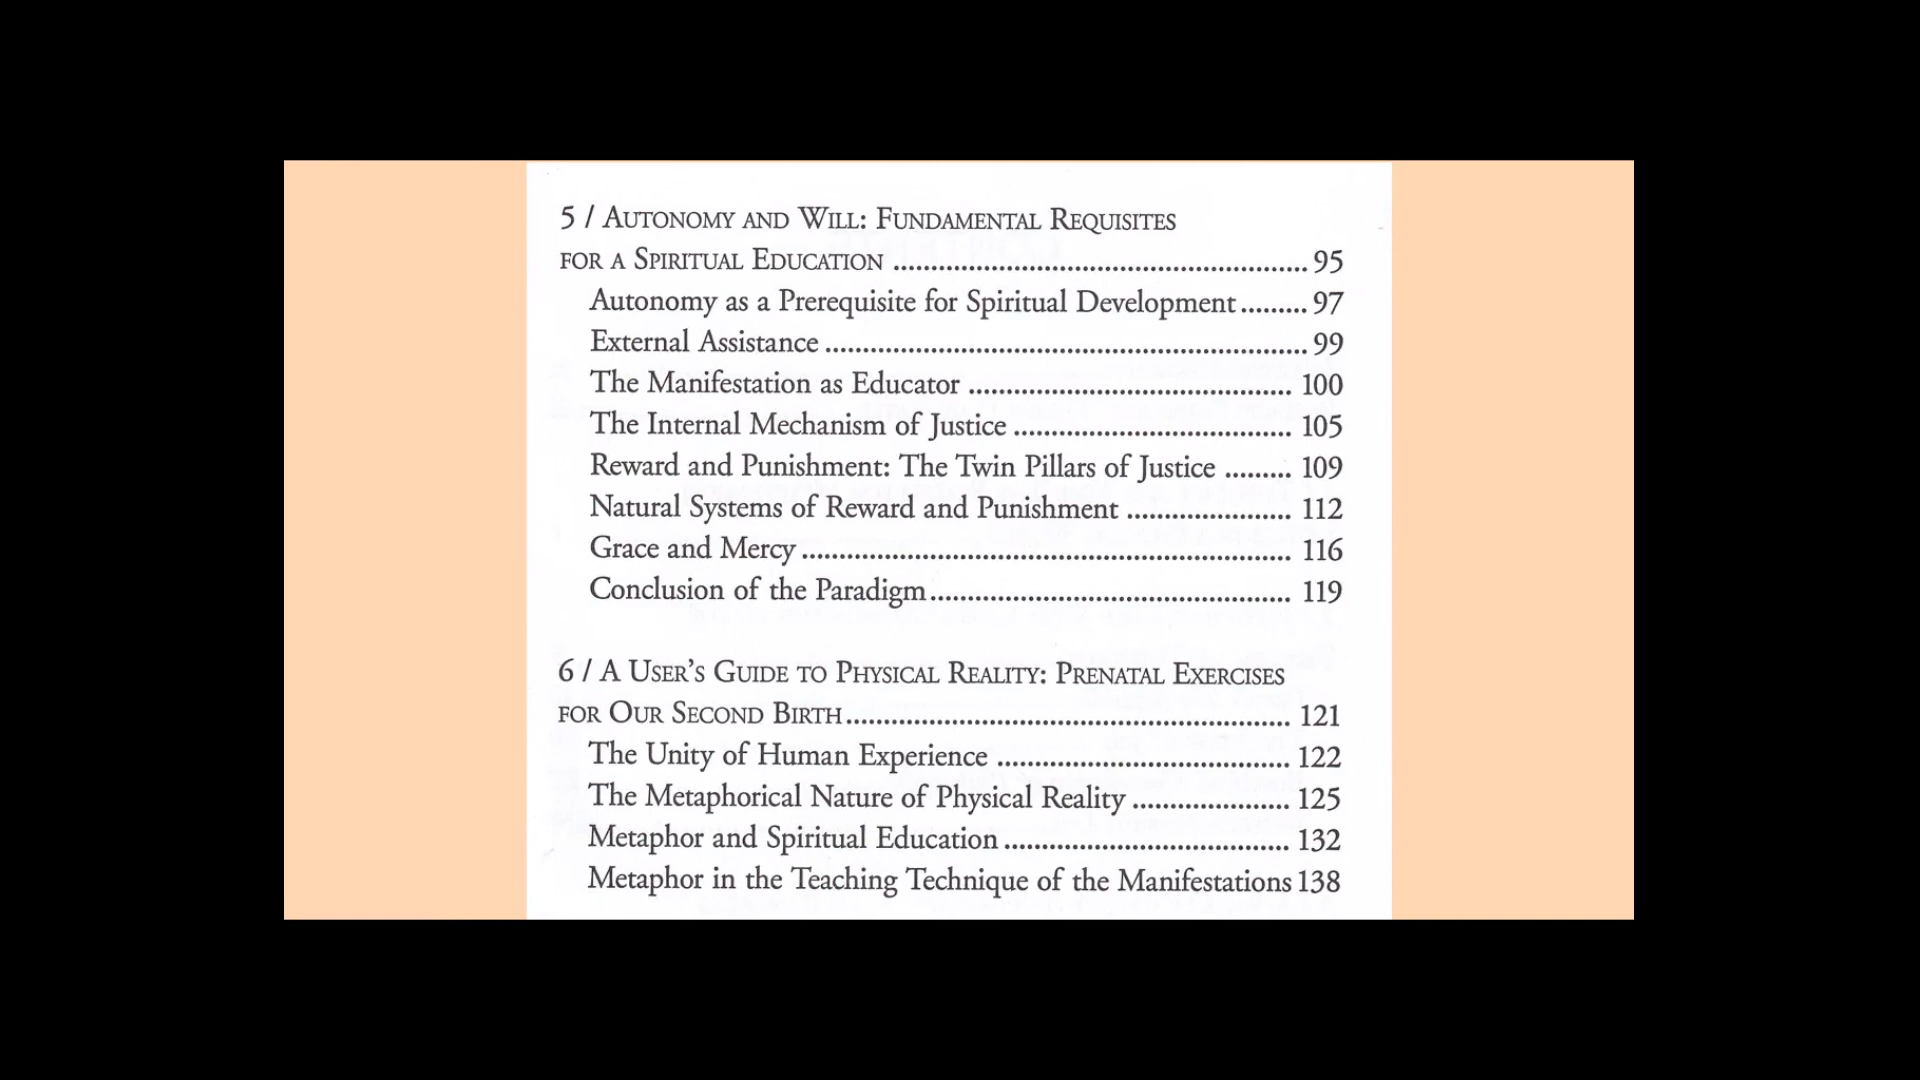 5 / Autonomy and Will: Fundamental Requisites
for a Spiritual Education ........................................................ 95
Autonomy as a Prerequisite for Spiritual Development ......... 97
External Assistance ................................................................. 99
The Manifestation as Educator ............................................ 100
The Internal Mechanism of Justice ...................................... 105
Reward and Punishment: The Twin Pillars of Justice ......... 109
Natural Systems of Reward and Punishment ...................... 112
Grace and Mercy .................................................................. 116
Conclusion of the Paradigm ................................................. 119
6 / A User's Guide to Physical Reality: Prenatal Exercises
for Our Second Birth ............................................................ 121
The Unity of Human Experience ........................................ 122
The Metaphorical Nature of Physical Reality ..................... 125
Metaphor and Spiritual Education ....................................... 132
Metaphor in the Teaching Technique of the Manifestations 138